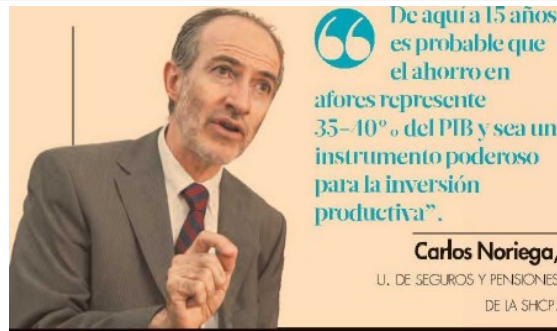 “De aquí a 15 años
es probable que
el ahorro en
afores represente
35-40% del PIB y sea un
instrumento poderoso
para la inversión
productiva”.
Carlos Noriega,
U. DE SEGUROS Y PENSIONES
DE LA SHCP.